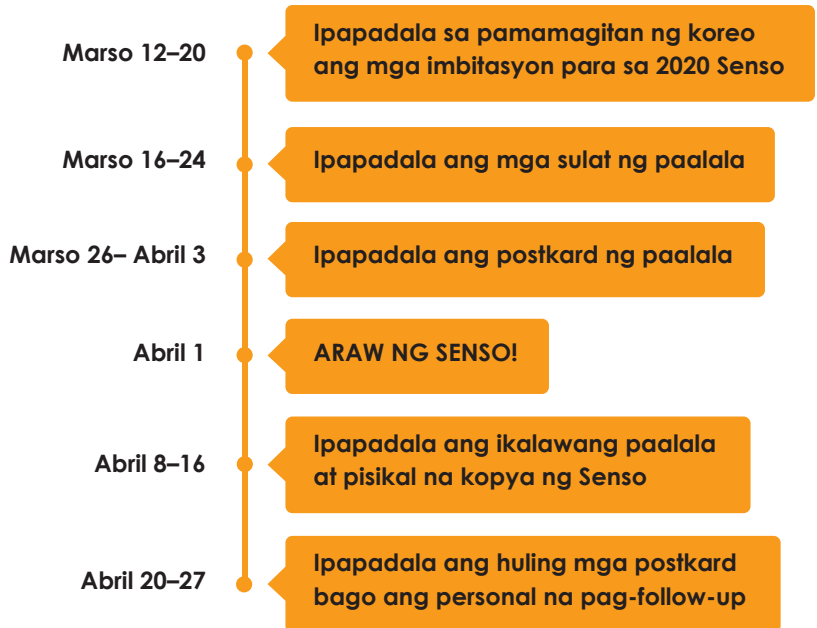 Marso 12–20
Ipapadala sa pamamagitan ng koreo
ang mga imbitasyon para sa 2020 Senso
Marso 16–24
Ipapadala ang mga sulat ng paalala
Marso 26– Abril 3
Ipapadala ang postkard ng paalala
Abril 1
ARAW NG SENSO!
Abril 8–16
Ipapadala ang ikalawang paalala
at pisikal na kopya ng Senso
Abril 20–27
Ipapadala ang huling mga postkard
bago ang personal na pag-follow-up